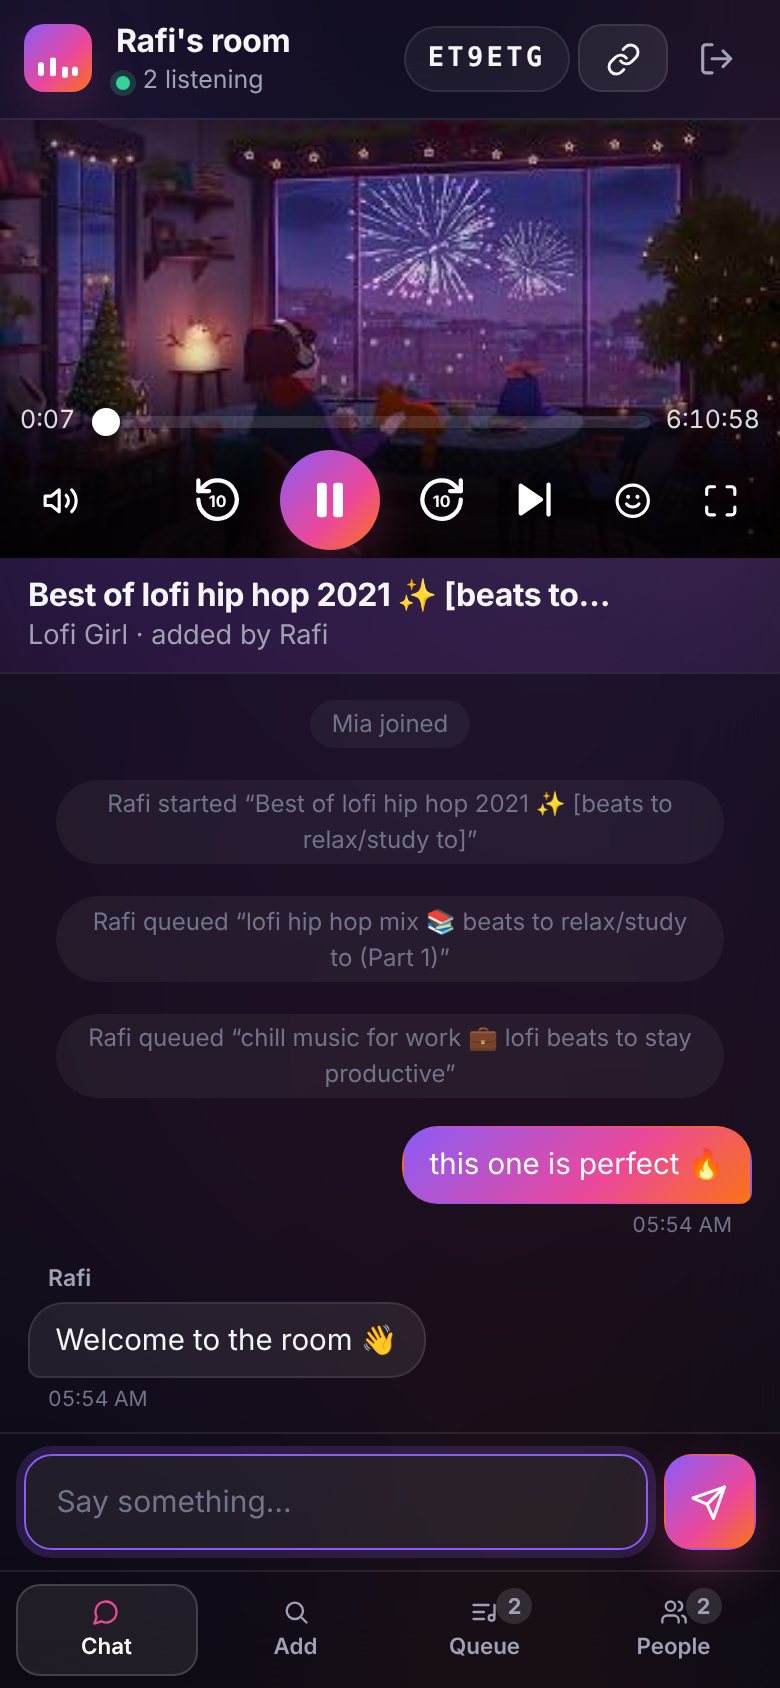 Rafi's room
2 listening
ET9ETG
0:07
6:10:58
10
10
Best of lofi hip hop 2021 ✨ [beats to...
Lofi Girl · added by Rafi
Mia joined
Rafi started “Best of lofi hip hop 2021 ✨ [beats to
relax/study to]”
Rafi queued “lofi hip hop mix 📚 beats to relax/study
to (Part 1)”
Rafi queued “chill music for work 💼 lofi beats to stay
productive”
this one is perfect 🔥
05:54 AM
Rafi
Welcome to the room 👋
05:54 AM
Say something...
Chat
Add
Queue 2
People 2